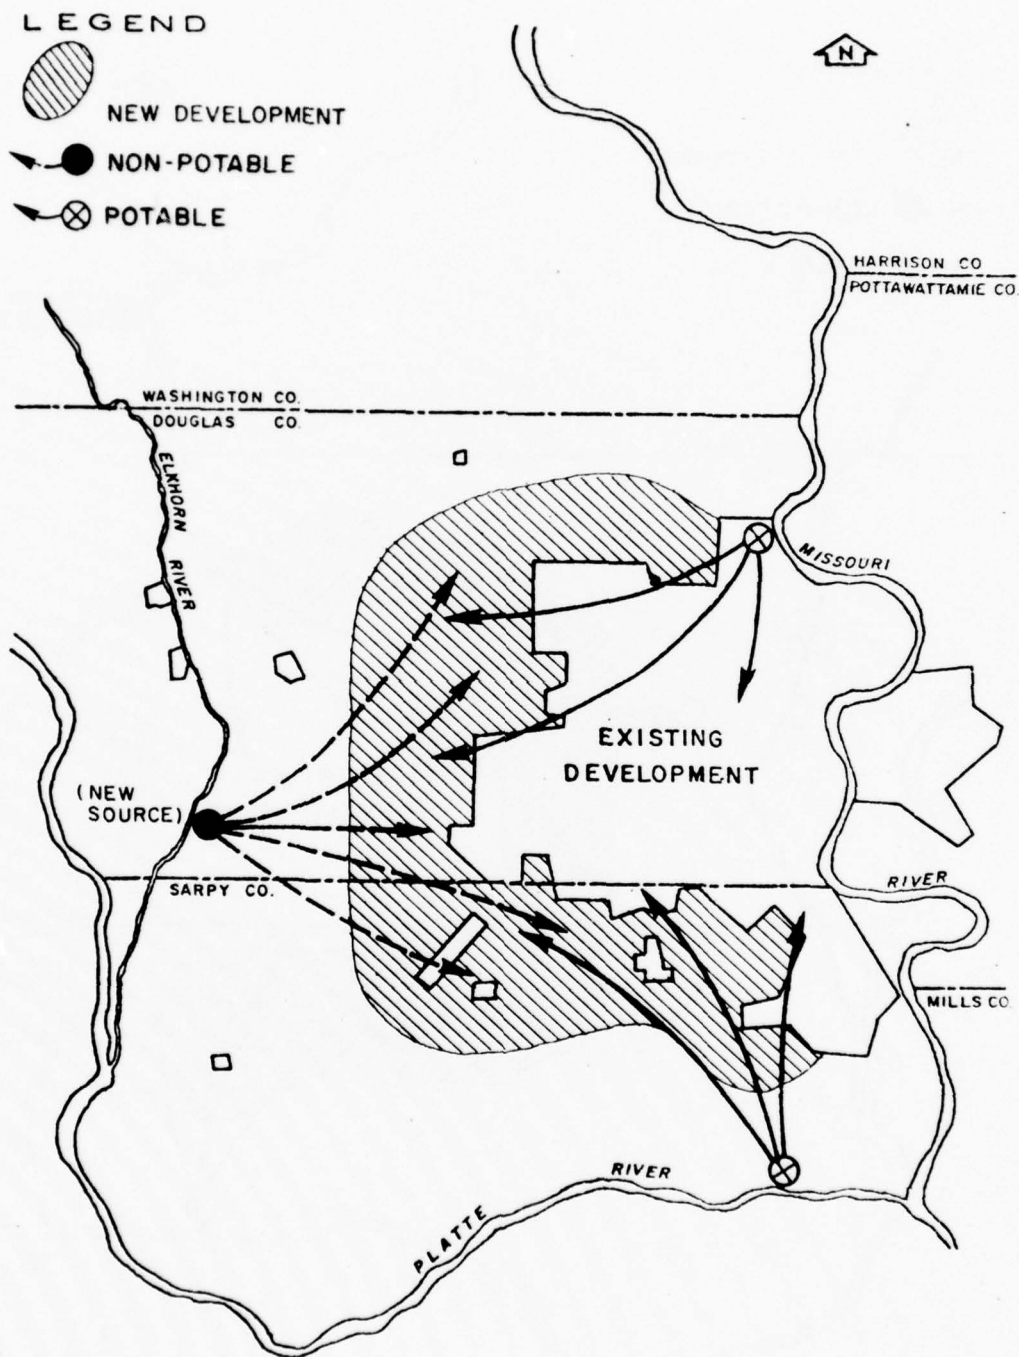 LEGEND
NEW DEVELOPMENT
NON-POTABLE
POTABLE
N
HARRISON CO
POTTAWATTAMIE CO.
WASHINGTON CO.
DOUGLAS CO.
ELKHORN
RIVER
MISSOURI
EXISTING
DEVELOPMENT
(NEW
SOURCE)
SARPY CO.
RIVER
MILLS CO.
PLATTE
RIVER